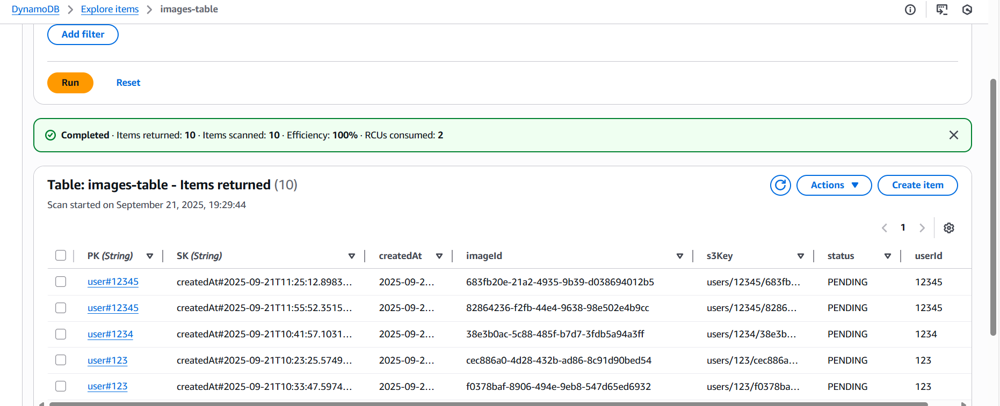 DynamoDB > Explore items > images-table
Add filter
Run Reset
Completed · Items returned: 10 · Items scanned: 10 · Efficiency: 100% · RCUs consumed: 2
Table: images-table - Items returned (10)
Actions Create item
Scan started on September 21, 2025, 19:29:44
1
PK (String) SK (String) createdAt imageId s3Key status userId
user#12345 createdAt#2025-09-21T11:25:12.8983… 2025-09-2… 683fb20e-21a2-4935-9b39-d038694012b5 users/12345/683fb… PENDING 12345
user#12345 createdAt#2025-09-21T11:55:52.3515… 2025-09-2… 82864236-f2fb-44e4-9638-98e502e4b9cc users/12345/8286… PENDING 12345
user#1234 createdAt#2025-09-21T10:41:57.1031… 2025-09-2… 38e3b0ac-5c88-485f-b7d7-3fdb5a94a3ff users/1234/38e3b… PENDING 1234
user#123 createdAt#2025-09-21T10:23:25.5749… 2025-09-2… cec886a0-4d28-432b-ad86-8c91d90bed54 users/123/cec886a… PENDING 123
user#123 createdAt#2025-09-21T10:33:47.5974… 2025-09-2… f0378baf-8906-494e-9eb8-547d65ed6932 users/123/f0378ba… PENDING 123